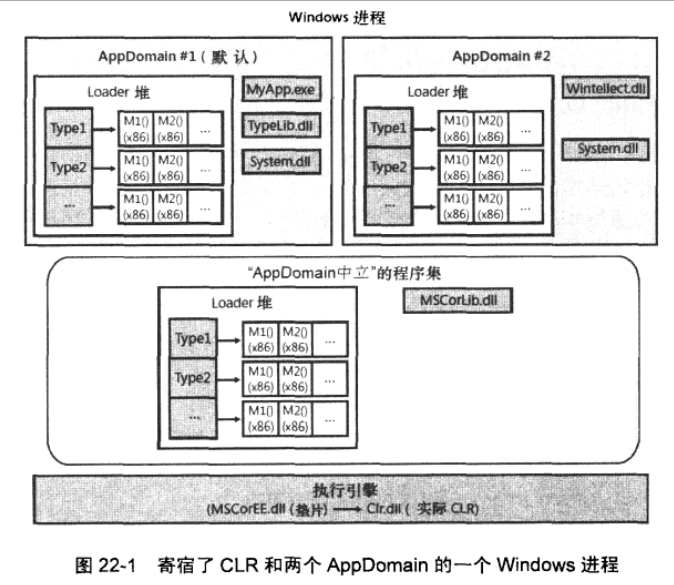 Windows 进程
AppDomain #1 ( 默 认 )
Loader 堆
Type1
M1() (x86) M2() (x86) ...
Type2
M1() (x86) M2() (x86) ...
...
M1() (x86) M2() (x86) ...
MyApp.exe
TypeLib.dll
System.dll
AppDomain #2
Loader 堆
Type1
M1() (x86) M2() (x86) ...
Type2
M1() (x86) M2() (x86) ...
...
M1() (x86) M2() (x86) ...
Wintellect.dll
System.dll
“AppDomain中立”的程序集
Loader 堆
Type1
M1() (x86) M2() (x86) ...
Type2
M1() (x86) M2() (x86) ...
...
M1() (x86) M2() (x86) ...
MSCorLib.dll
执行引擎
(MSCorEE.dll (垫片) → Clr.dll ( 实际 CLR)
图 22-1 寄宿了 CLR 和两个 AppDomain 的一个 Windows 进程